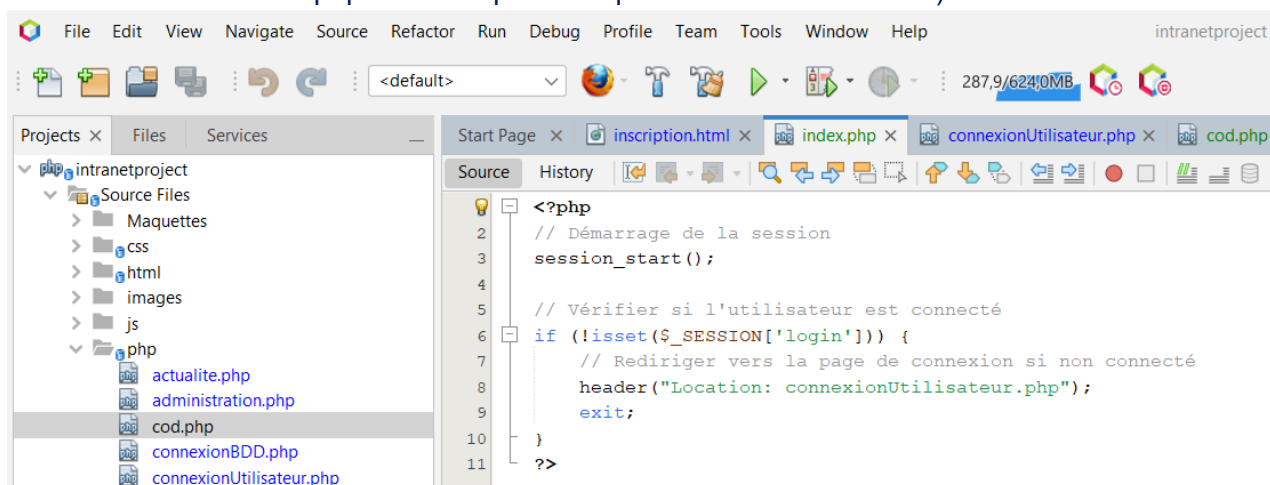 File Edit View Navigate Source Refactor Run Debug Profile Team Tools Window Help intranetproject
<default> 287,9/624,0MB
Projects Files Services
Start Page inscription.html index.php connexionUtilisateur.php cod.php
Source History
intranetproject
Source Files
Maquettes
css
html
images
js
php
actualite.php
administration.php
cod.php
connexionBDD.php
connexionUtilisateur.php
<?php
2 // Démarrage de la session
3 session_start();
4
5 // Vérifier si l'utilisateur est connecté
6 if (!isset($_SESSION['login'])) {
7 // Rediriger vers la page de connexion si non connecté
8 header("Location: connexionUtilisateur.php");
9 exit;
10 }
11 ?>